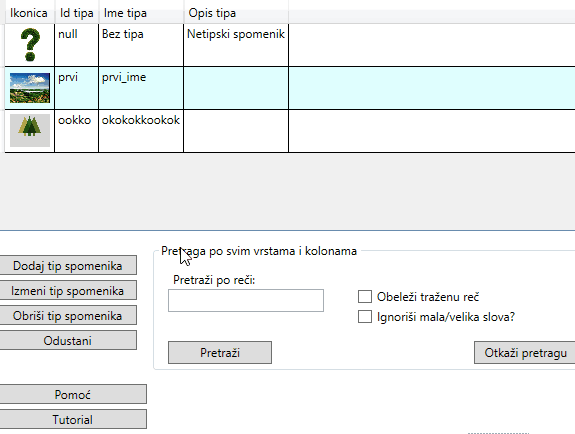 Ikonica Id tipa Ime tipa Opis tipa
null Bez tipa Netipski spomenik
prvi prvi_ime
ookko okokokkookok
Pretraga po svim vrstama i kolonama
Dodaj tip spomenika
Izmeni tip spomenika
Obriši tip spomenika
Odustani
Pretraži po reči:
Obeleži traženu reč
Ignoriši mala/velika slova?
Pretraži
Otkaži pretragu
Pomoć
Tutorial